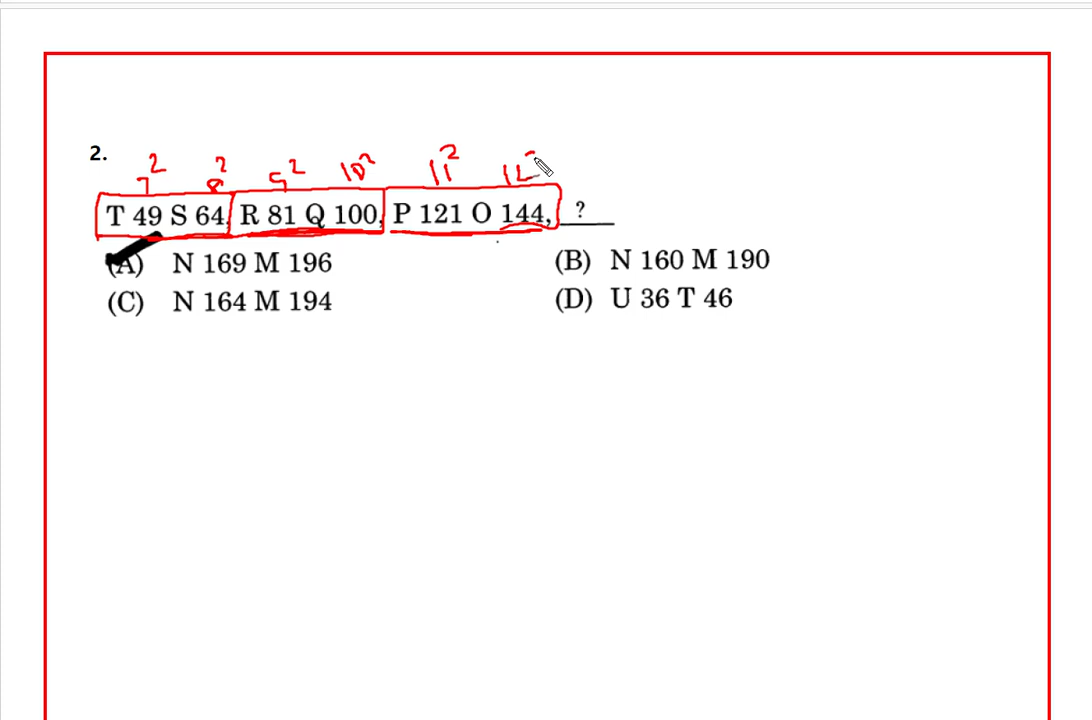 2.
7² 8² 9² 10² 11² 12²
T 49 S 64, R 81 Q 100, P 121 O 144, ?
(A) N 169 M 196 (B) N 160 M 190
(C) N 164 M 194 (D) U 36 T 46